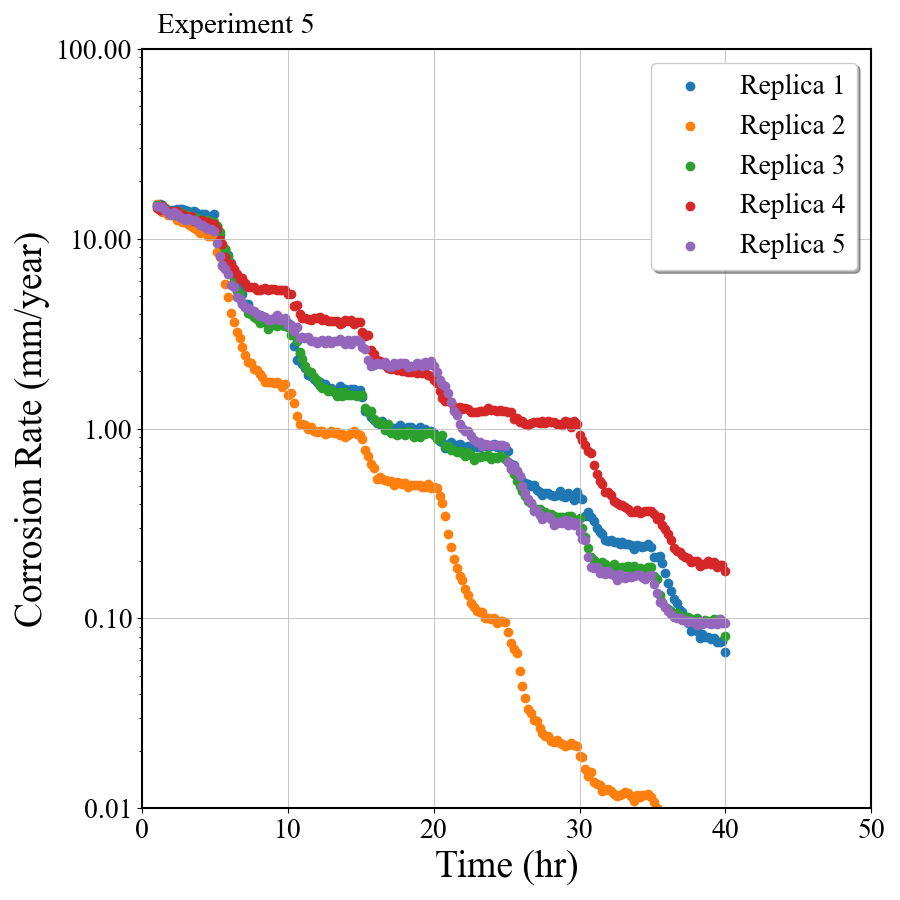 Experiment 5
100.00
10.00
1.00
0.10
0.01
Corrosion Rate (mm/year)
Replica 1
Replica 2
Replica 3
Replica 4
Replica 5
0 10 20 30 40 50
Time (hr)